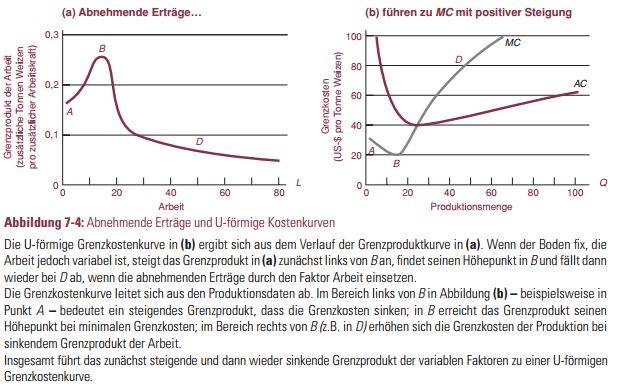 (a) Abnehmende Erträge…
(b) führen zu MC mit positiver Steigung
Grenzprodukt der Arbeit
(zusätzliche Tonnen Weizen
pro zusätzlicher Arbeitskraft)
0,3
0,2
0,1
0
A
B
D
0
20
40
60
80
L
Arbeit
Grenzkosten
(US-$ pro Tonne Weizen)
100
80
60
40
20
0
A
B
D
MC
AC
0
20
40
60
80
100
Q
Produktionsmenge
Abbildung 7-4: Abnehmende Erträge und U-förmige Kostenkurven
Die U-förmige Grenzkostenkurve in (b) ergibt sich aus dem Verlauf der Grenzproduktkurve in (a). Wenn der Boden fix, die
Arbeit jedoch variabel ist, steigt das Grenzprodukt in (a) zunächst links von B an, findet seinen Höhepunkt in B und fällt dann
wieder bei D ab, wenn die abnehmenden Erträge durch den Faktor Arbeit einsetzen.
Die Grenzkostenkurve leitet sich aus den Produktionsdaten ab. Im Bereich links von B in Abbildung (b) – beispielsweise in
Punkt A – bedeutet ein steigendes Grenzprodukt, dass die Grenzkosten sinken; in B erreicht das Grenzprodukt seinen
Höhepunkt bei minimalen Grenzkosten; im Bereich rechts von B (z.B. in D) erhöhen sich die Grenzkosten der Produktion bei
sinkendem Grenzprodukt der Arbeit.
Insgesamt führt das zunächst steigende und dann wieder sinkende Grenzprodukt der variablen Faktoren zu einer U-förmigen
Grenzkostenkurve.